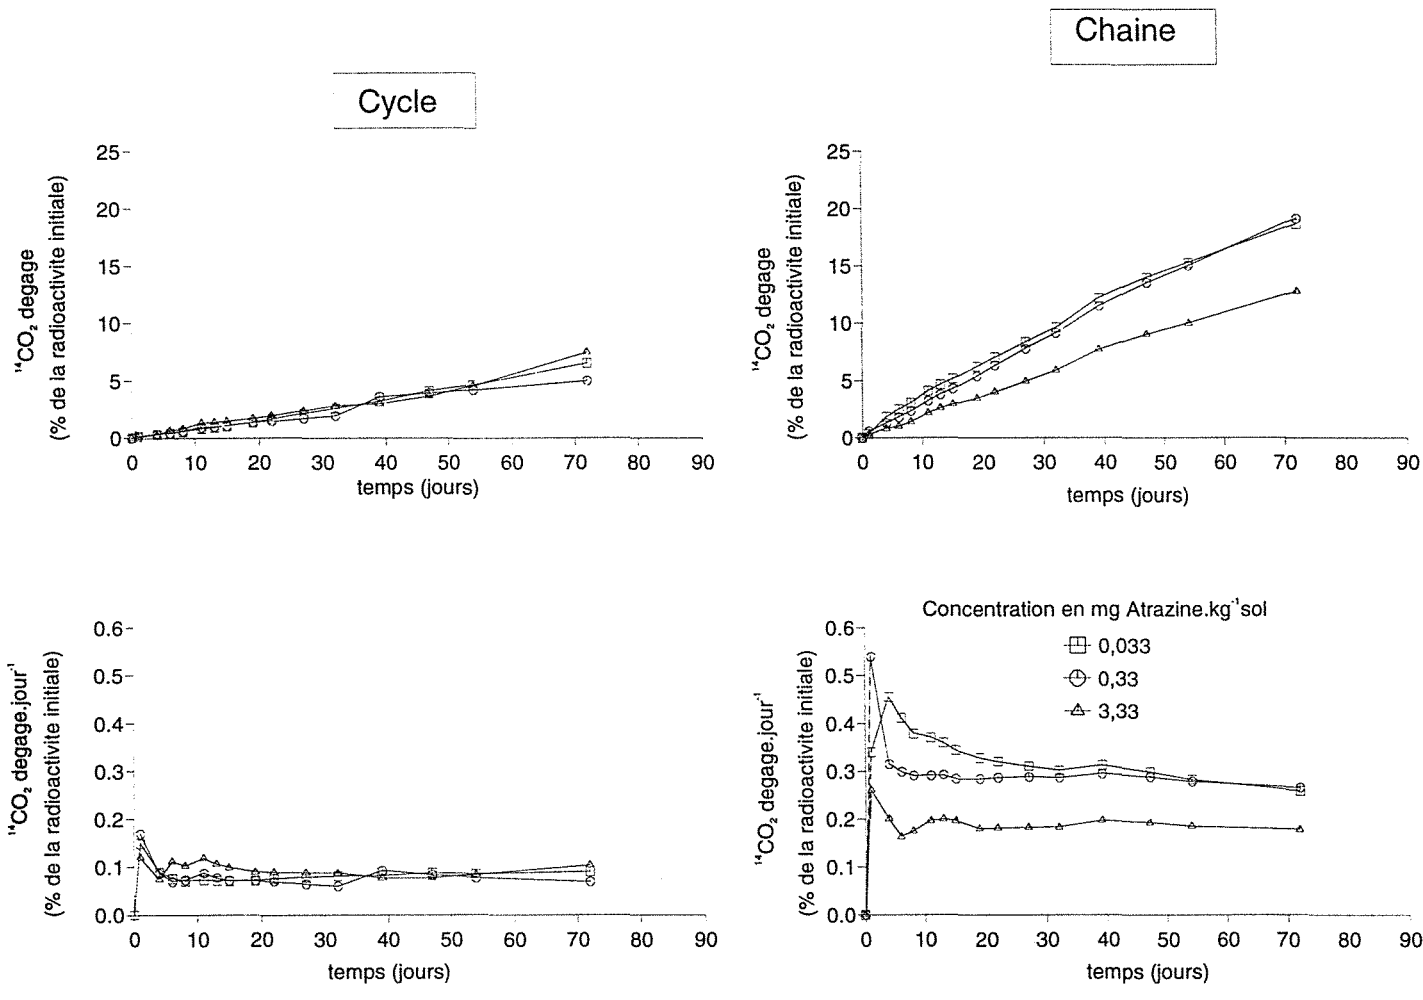 Chaine
Cycle
25
20
15
10
5
0
¹⁴CO₂ degage
(% de la radioactivite initiale)
0 10 20 30 40 50 60 70 80 90
temps (jours)
25
20
15
10
5
0
¹⁴CO₂ degage
(% de la radioactivite initiale)
0 10 20 30 40 50 60 70 80 90
temps (jours)
0.6
0.5
0.4
0.3
0.2
0.1
0.0
¹⁴CO₂ degage.jour⁻¹
(% de la radioactivite initiale)
0 10 20 30 40 50 60 70 80 90
temps (jours)
Concentration en mg Atrazine.kg⁻¹sol
0,033
0,33
3,33
0.6
0.5
0.4
0.3
0.2
0.1
0.0
¹⁴CO₂ degage.jour⁻¹
(% de la radioactivite initiale)
0 10 20 30 40 50 60 70 80 90
temps (jours)